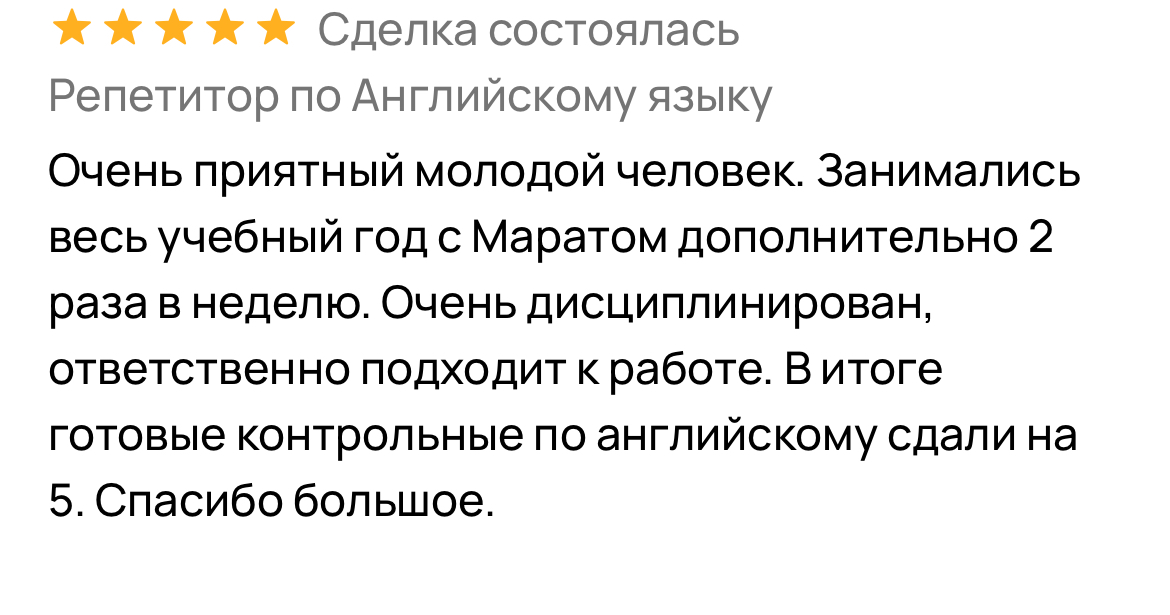 Сделка состоялась
Репетитор по Английскому языку
Очень приятный молодой человек. Занимались
весь учебный год с Маратом дополнительно 2
раза в неделю. Очень дисциплинирован,
ответственно подходит к работе. В итоге
готовые контрольные по английскому сдали на
5. Спасибо большое.